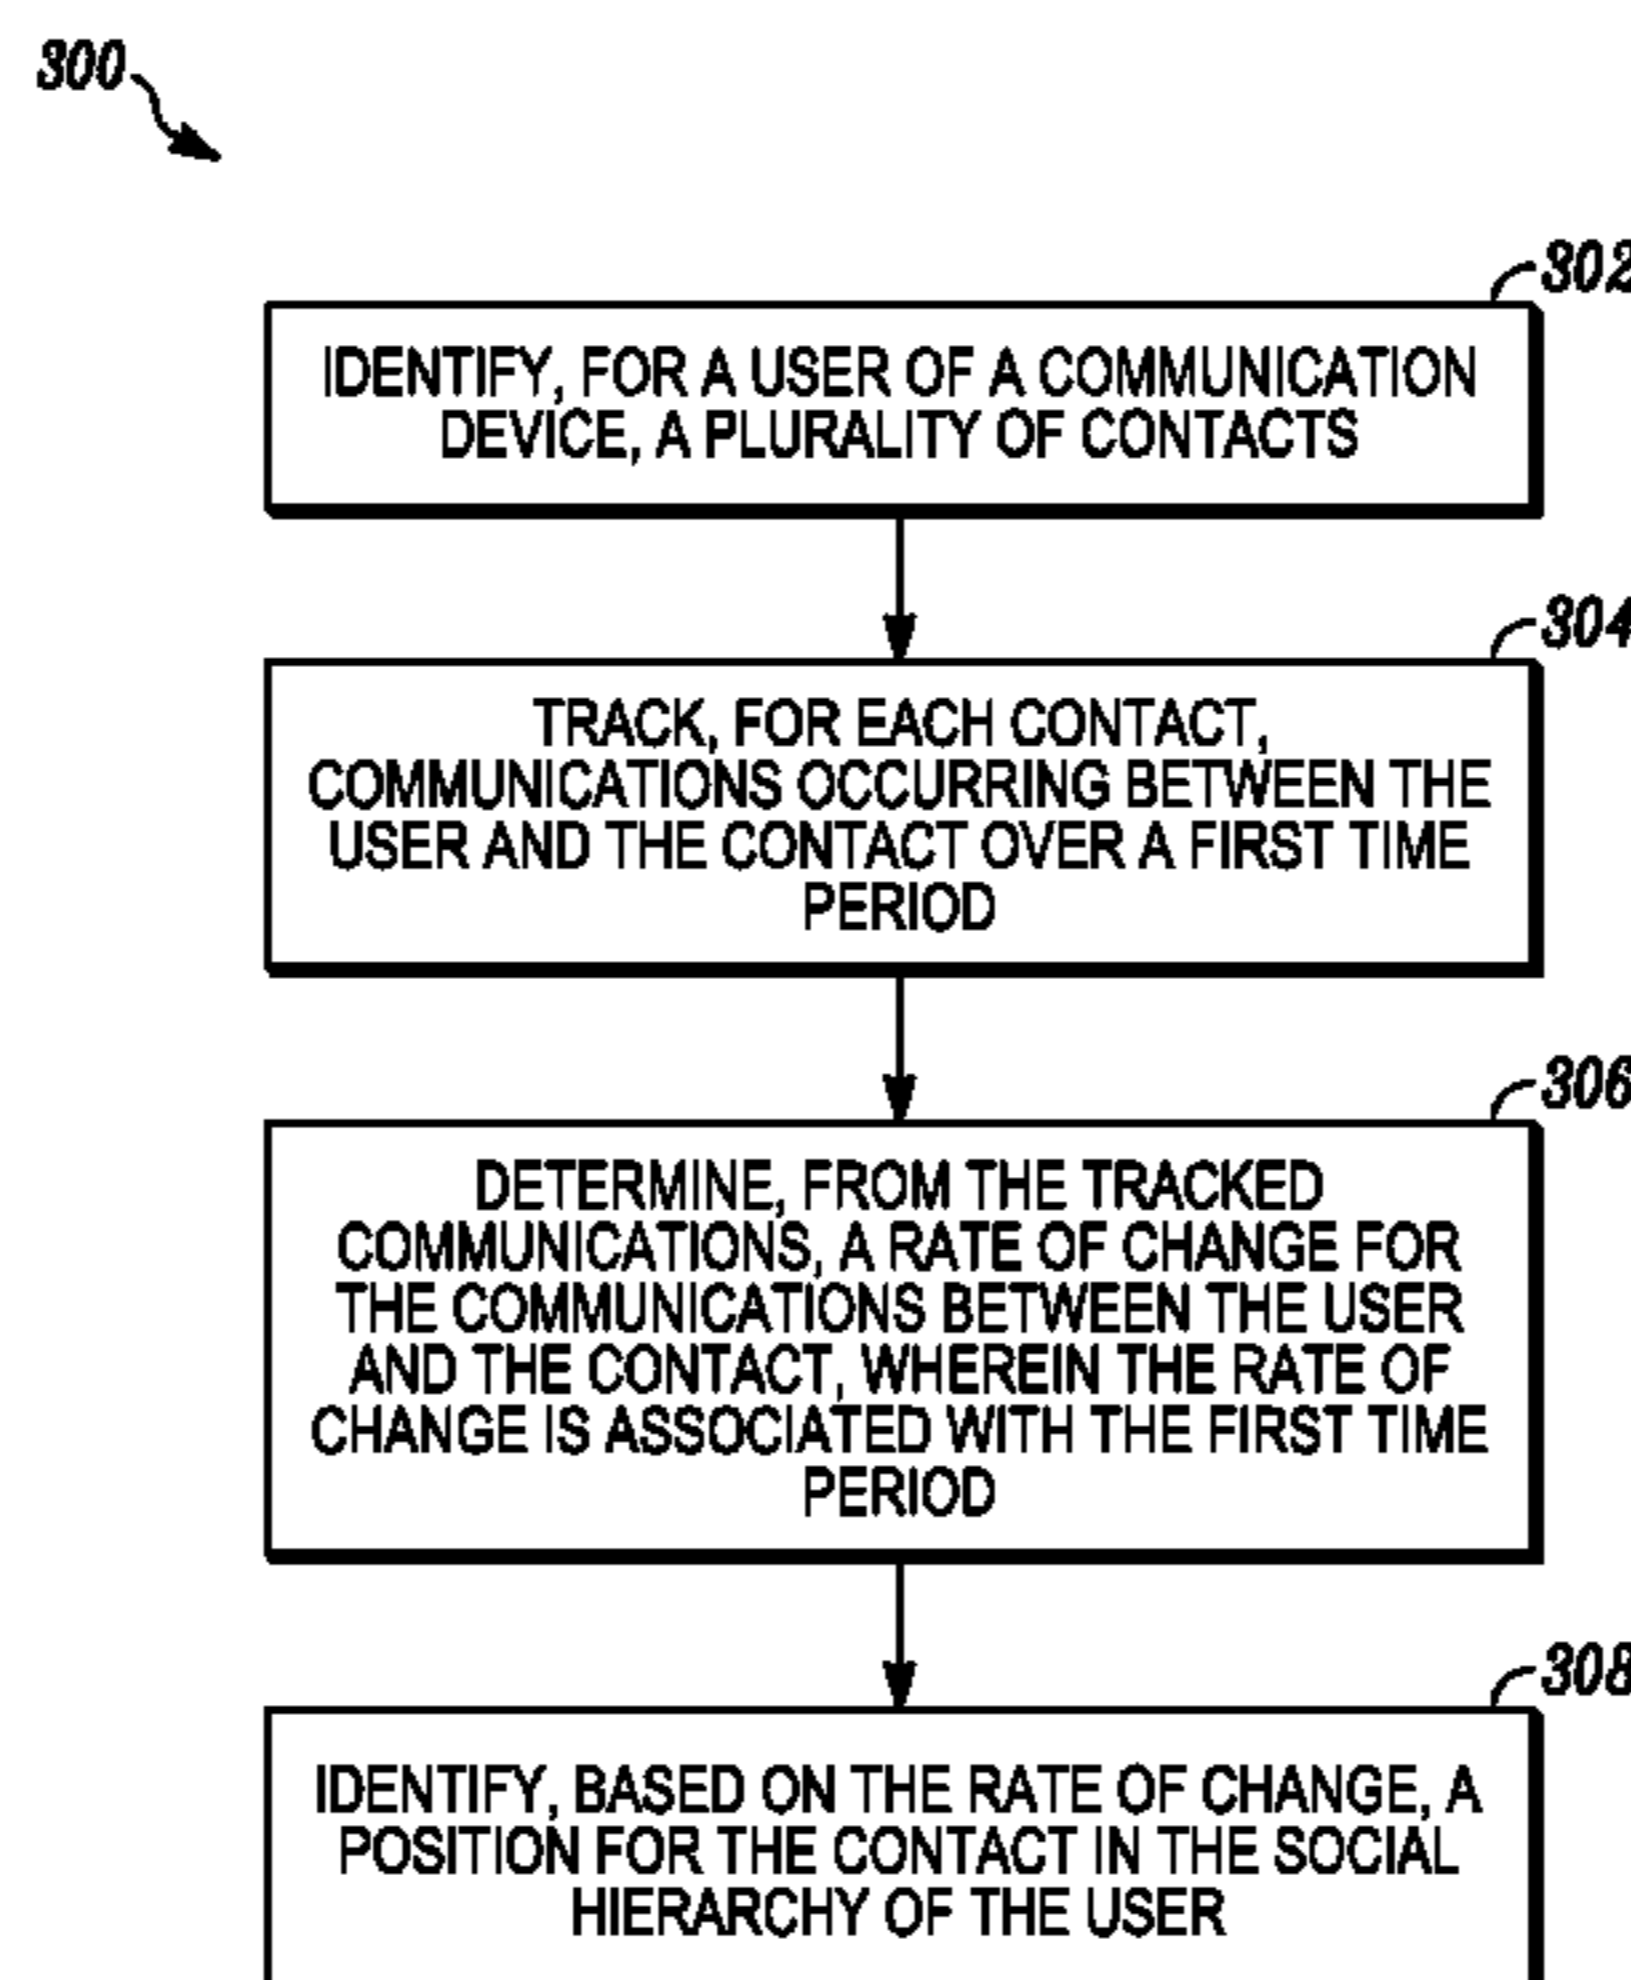 300
302
IDENTIFY, FOR A USER OF A COMMUNICATION
DEVICE, A PLURALITY OF CONTACTS
304
TRACK, FOR EACH CONTACT,
COMMUNICATIONS OCCURRING BETWEEN THE
USER AND THE CONTACT OVER A FIRST TIME
PERIOD
306
DETERMINE, FROM THE TRACKED
COMMUNICATIONS, A RATE OF CHANGE FOR
THE COMMUNICATIONS BETWEEN THE USER
AND THE CONTACT, WHEREIN THE RATE OF
CHANGE IS ASSOCIATED WITH THE FIRST TIME
PERIOD
308
IDENTIFY, BASED ON THE RATE OF CHANGE, A
POSITION FOR THE CONTACT IN THE SOCIAL
HIERARCHY OF THE USER